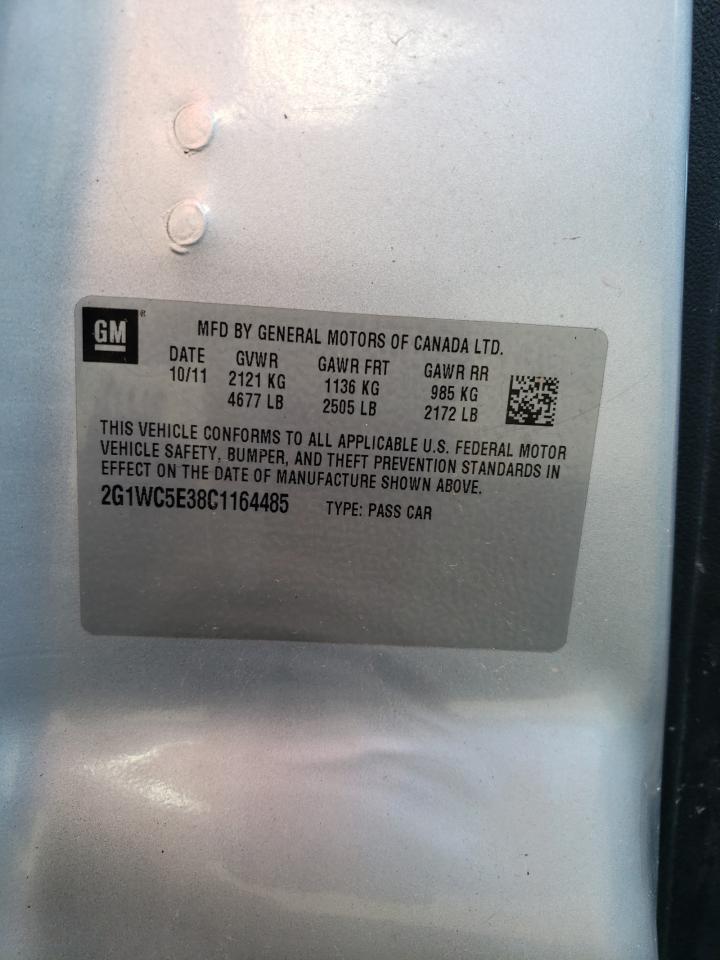 GM®
MFD BY GENERAL MOTORS OF CANADA LTD.
DATE GVWR GAWR FRT GAWR RR
10/11 2121 KG 1136 KG 985 KG
4677 LB 2505 LB 2172 LB
THIS VEHICLE CONFORMS TO ALL APPLICABLE U.S. FEDERAL MOTOR
VEHICLE SAFETY, BUMPER, AND THEFT PREVENTION STANDARDS IN
EFFECT ON THE DATE OF MANUFACTURE SHOWN ABOVE.
2G1WC5E38C1164485 TYPE: PASS CAR